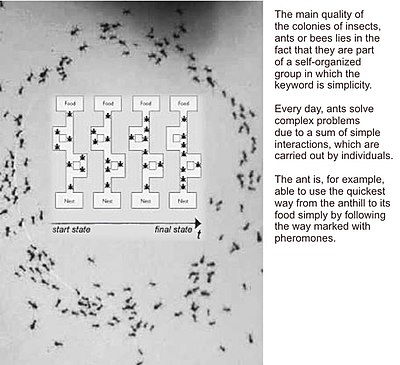 The main quality of
the colonies of insects,
ants or bees lies in the
fact that they are part
of a self-organized
group in which the
keyword is simplicity.
Every day, ants solve
complex problems
due to a sum of simple
interactions, which are
carried out by individuals.
The ant is, for example,
able to use the quickest
way from the anthill to its
food simply by following
the way marked with
pheromones.
Food Food Food Food
Nest Nest Nest Nest
start state final state t